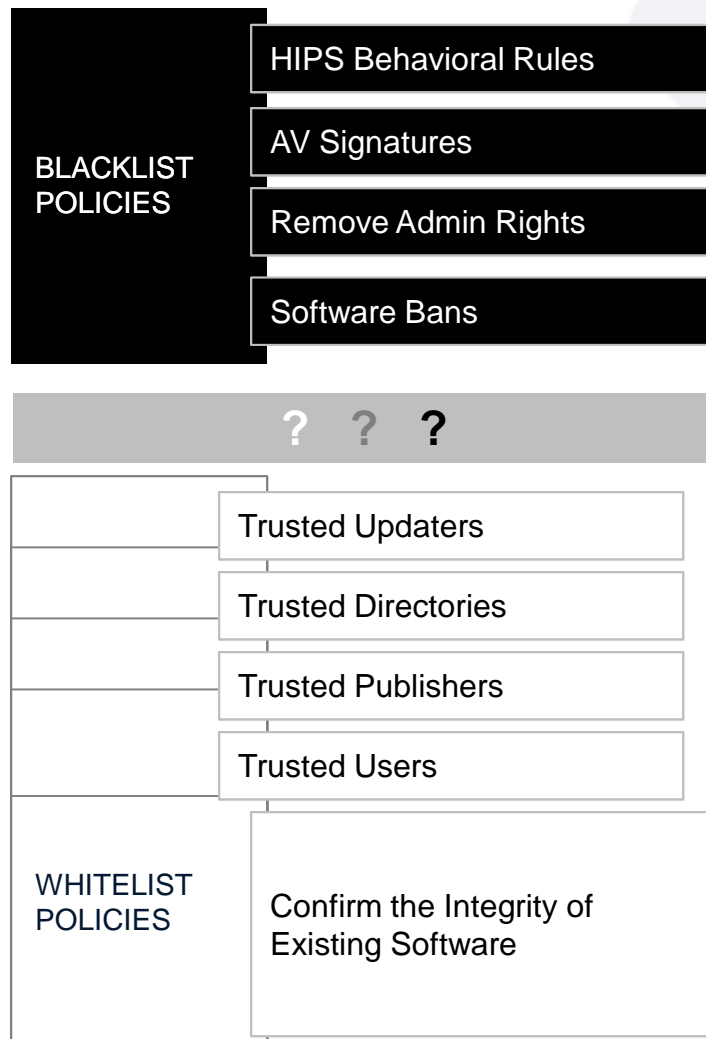 HIPS Behavioral Rules
BLACKLIST
POLICIES
AV Signatures
Remove Admin Rights
Software Bans
? ? ?
Trusted Updaters
Trusted Directories
Trusted Publishers
Trusted Users
WHITELIST
POLICIES
Confirm the Integrity of
Existing Software